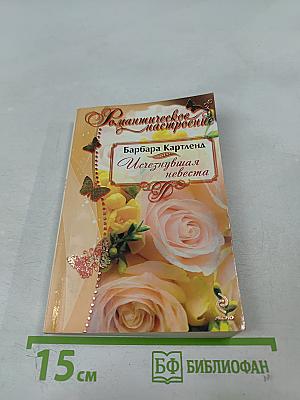 Романтическое
настроение
Барбара Картленд
Исчезнувшая
невеста
15 см
БФ БИБЛИОФАН